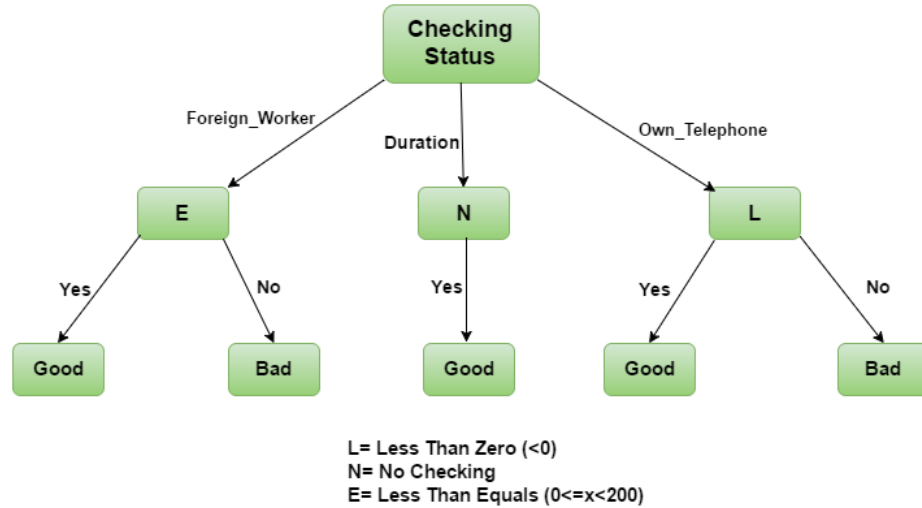 Checking
Status
Foreign_Worker
Duration
Own_Telephone
E
N
L
Yes
No
Yes
Yes
No
Good
Bad
Good
Good
Bad
L= Less Than Zero (<0)
N= No Checking
E= Less Than Equals (0<=x<200)